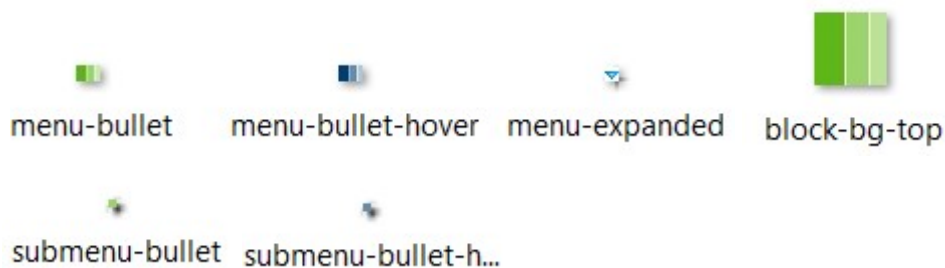 menu-bullet
menu-bullet-hover
menu-expanded
block-bg-top
submenu-bullet
submenu-bullet-h...